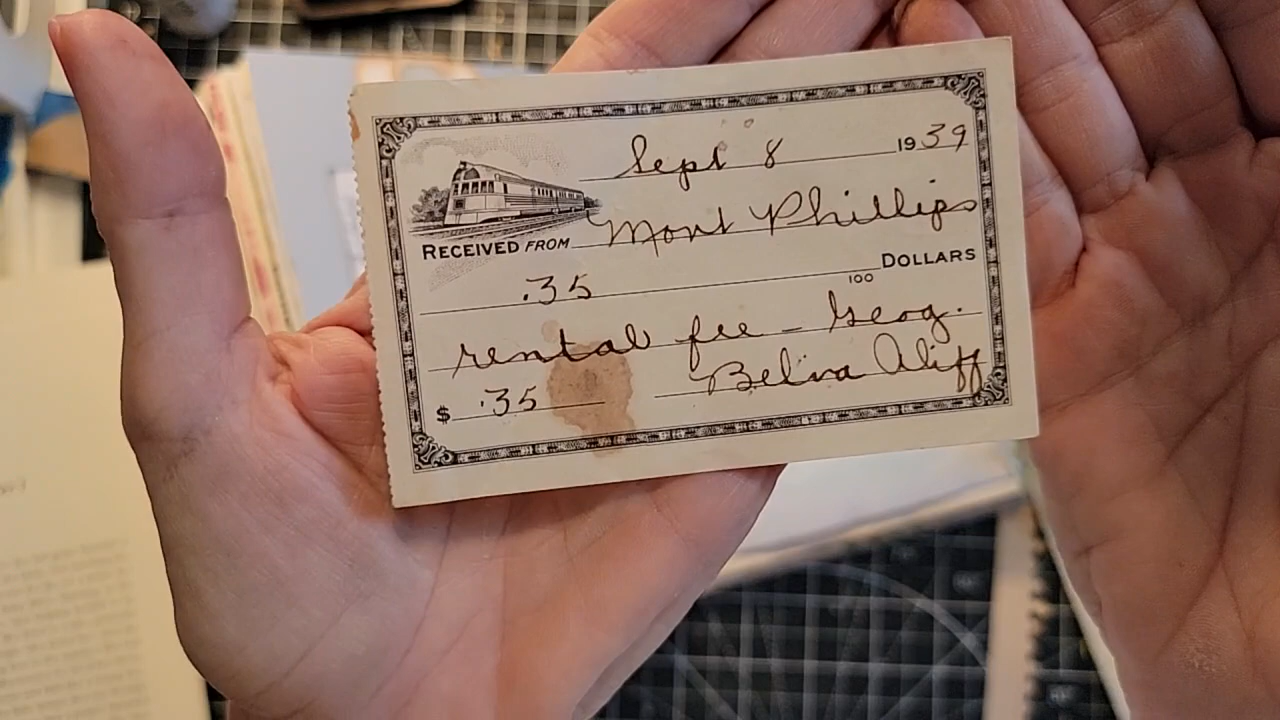 Sept 8 1939
RECEIVED FROM Mont Phillips
.35 100 DOLLARS
rental fee - Geog.
$ .35 Belva Aliff